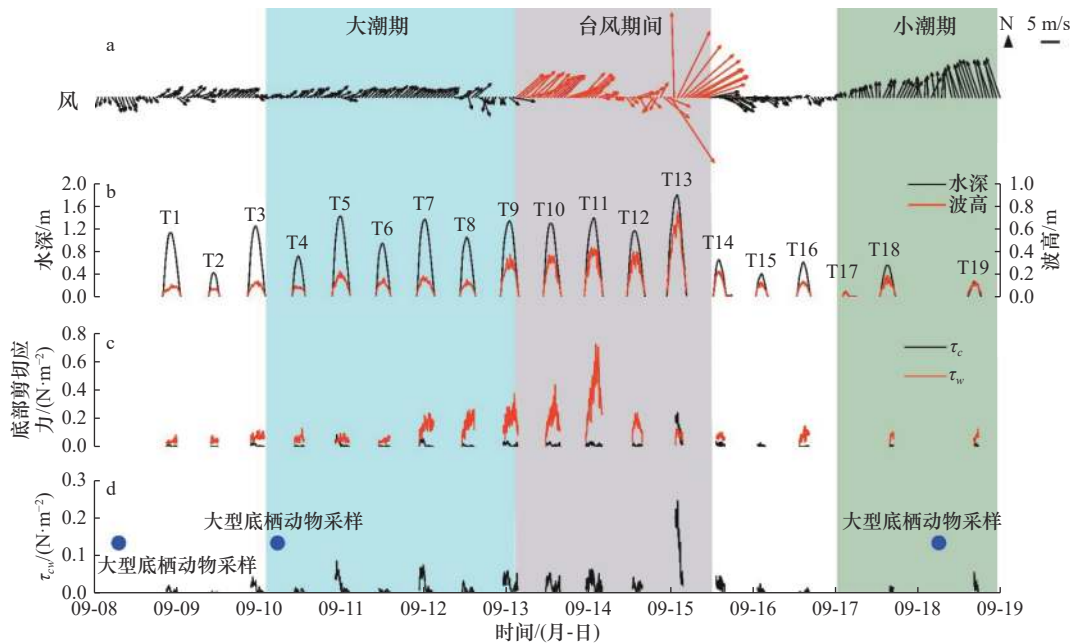 大潮期
台风期间
小潮期
N
5 m/s
a
风
b
水深/m
2.0
1.6
1.2
0.8
0.4
0.0
T1
T2
T3
T4
T5
T6
T7
T8
T9
T10
T11
T12
T13
T14
T15
T16
T17
T18
T19
水深
波高
1.0
0.8
0.6
0.4
0.2
0.0
波高/m
c
底部剪切应
力/(N·m−2)
0.8
0.6
0.4
0.2
0.0
τc
τw
d
τcw/(N·m−2)
0.3
0.2
0.1
0
大型底栖动物采样
大型底栖动物采样
大型底栖动物采样
09-08
09-09
09-10
09-11
09-12
09-13
09-14
09-15
09-16
09-17
09-18
09-19
时间/(月-日)